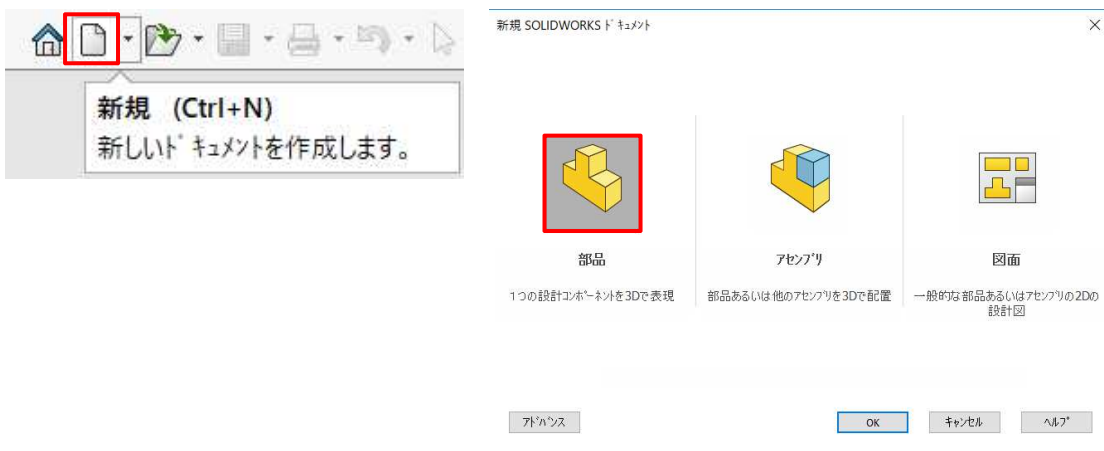 新規 (Ctrl+N)
新しいﾄﾞｷｭﾒﾝﾄを作成します。
新規 SOLIDWORKS ﾄﾞｷｭﾒﾝﾄ
部品
1つの設計ｺﾝﾎﾟｰﾈﾝﾄを3Dで表現
ｱｾﾝﾌﾞﾘ
部品あるいは他のｱｾﾝﾌﾞﾘを3Dで配置
図面
一般的な部品あるいはｱｾﾝﾌﾞﾘの2Dの
設計図
ｱﾄﾞﾊﾞﾝｽ
OK
ｷｬﾝｾﾙ
ﾍﾙﾌﾟ